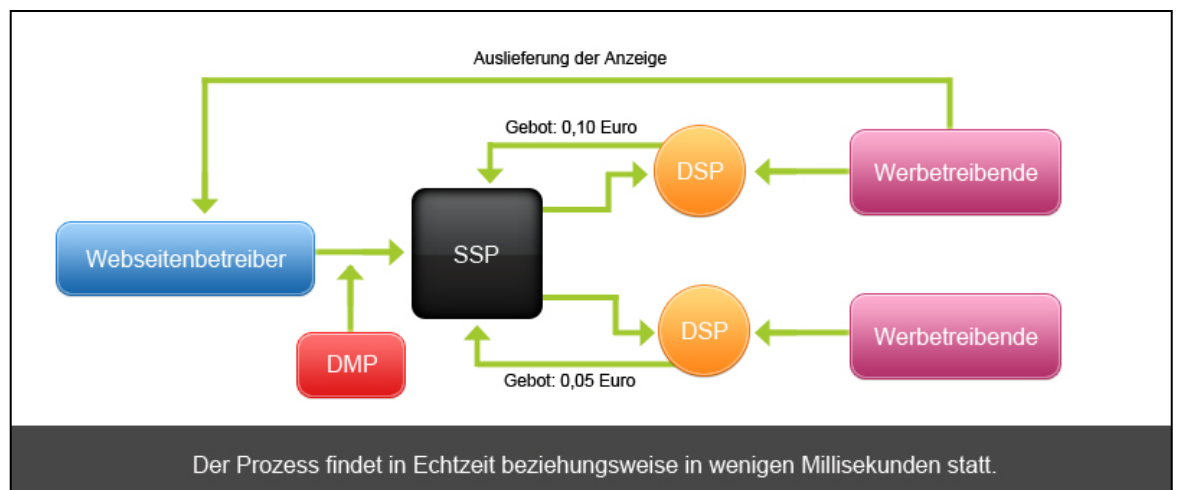 Auslieferung der Anzeige
Gebot: 0,10 Euro
DSP
Werbetreibende
Webseitenbetreiber
SSP
DMP
DSP
Werbetreibende
Gebot: 0,05 Euro
Der Prozess findet in Echtzeit beziehungsweise in wenigen Millisekunden statt.